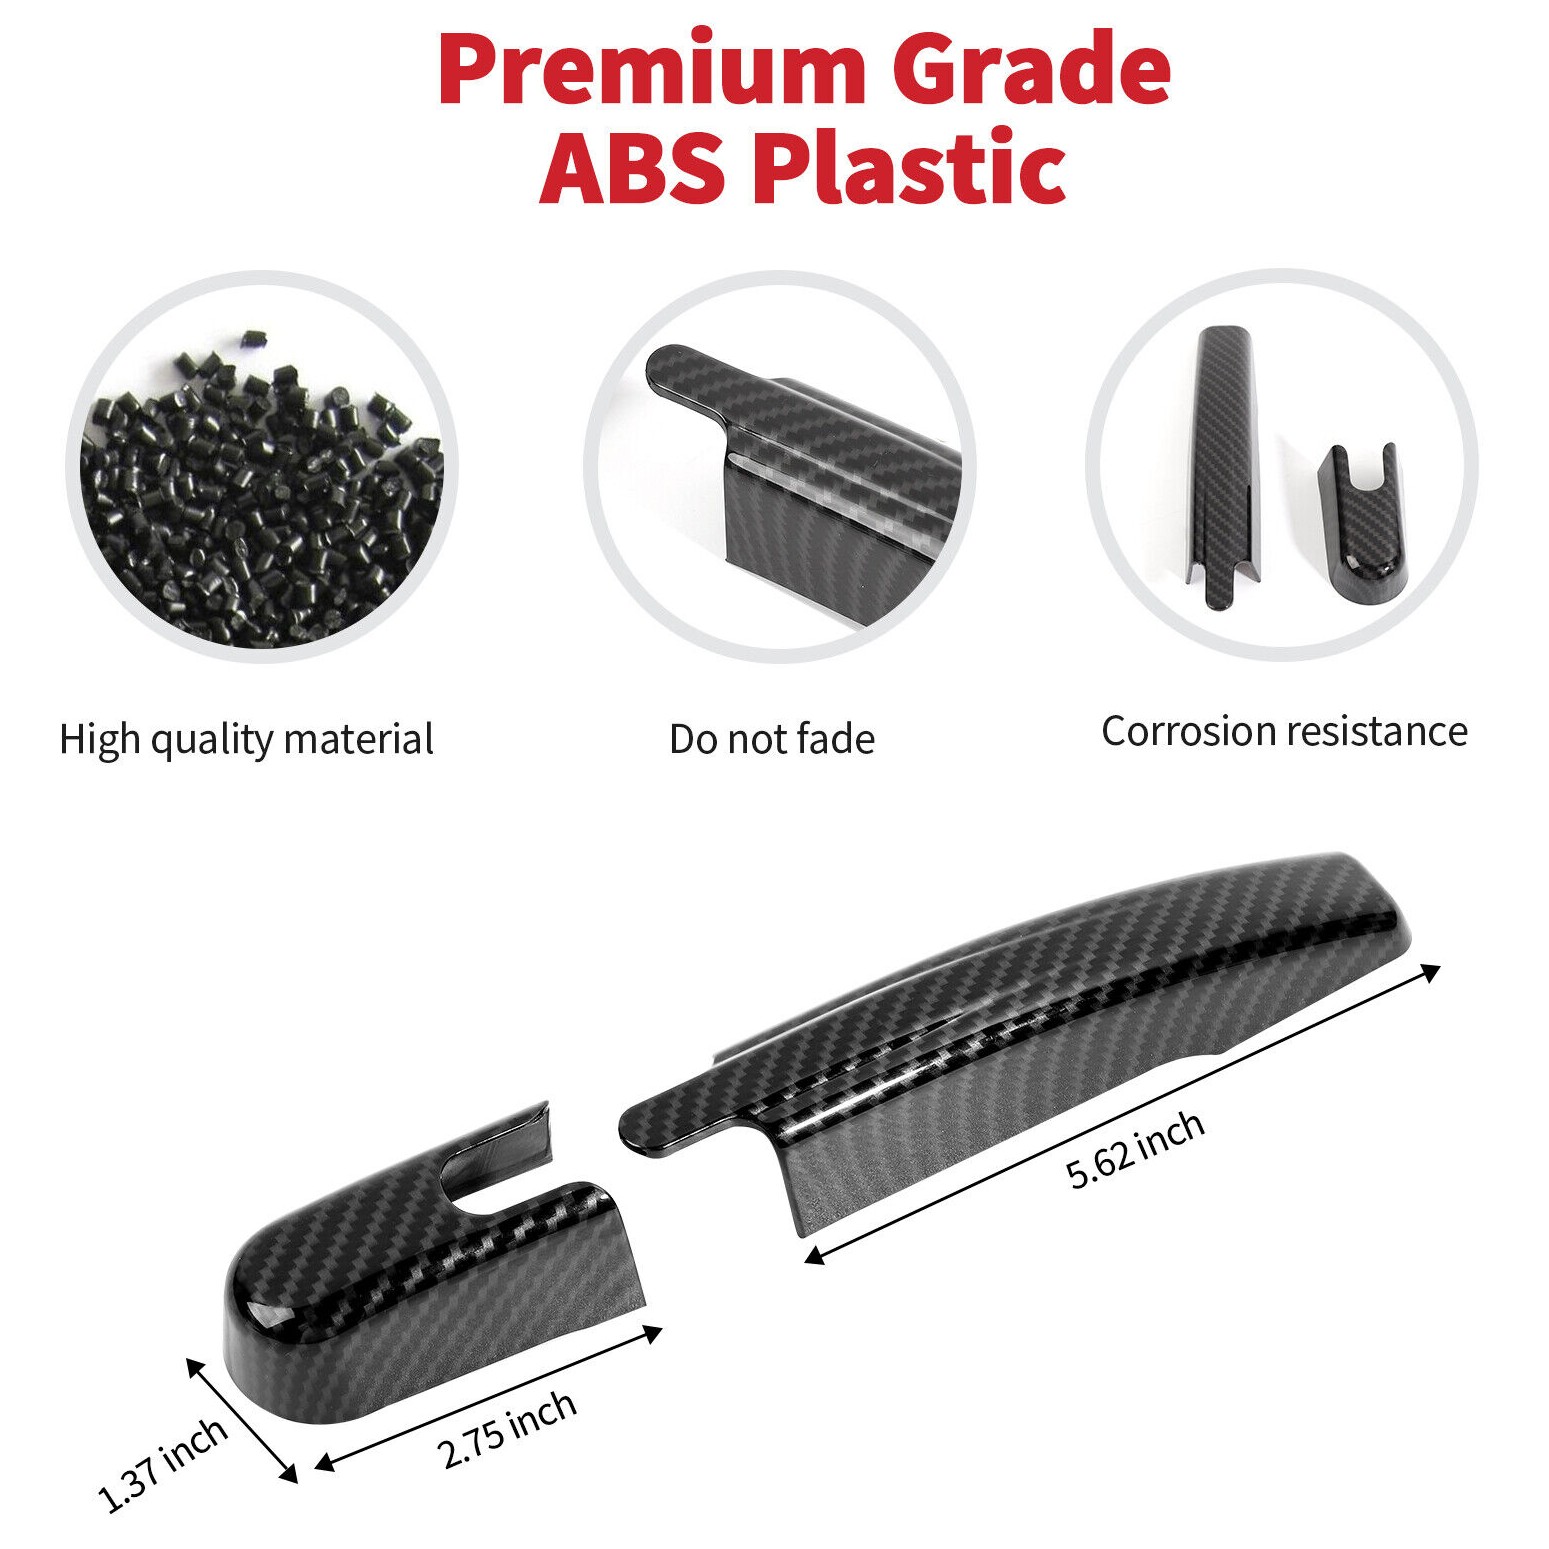 Premium Grade
ABS Plastic
High quality material
Do not fade
Corrosion resistance
5.62 inch
2.75 inch
1.37 inch